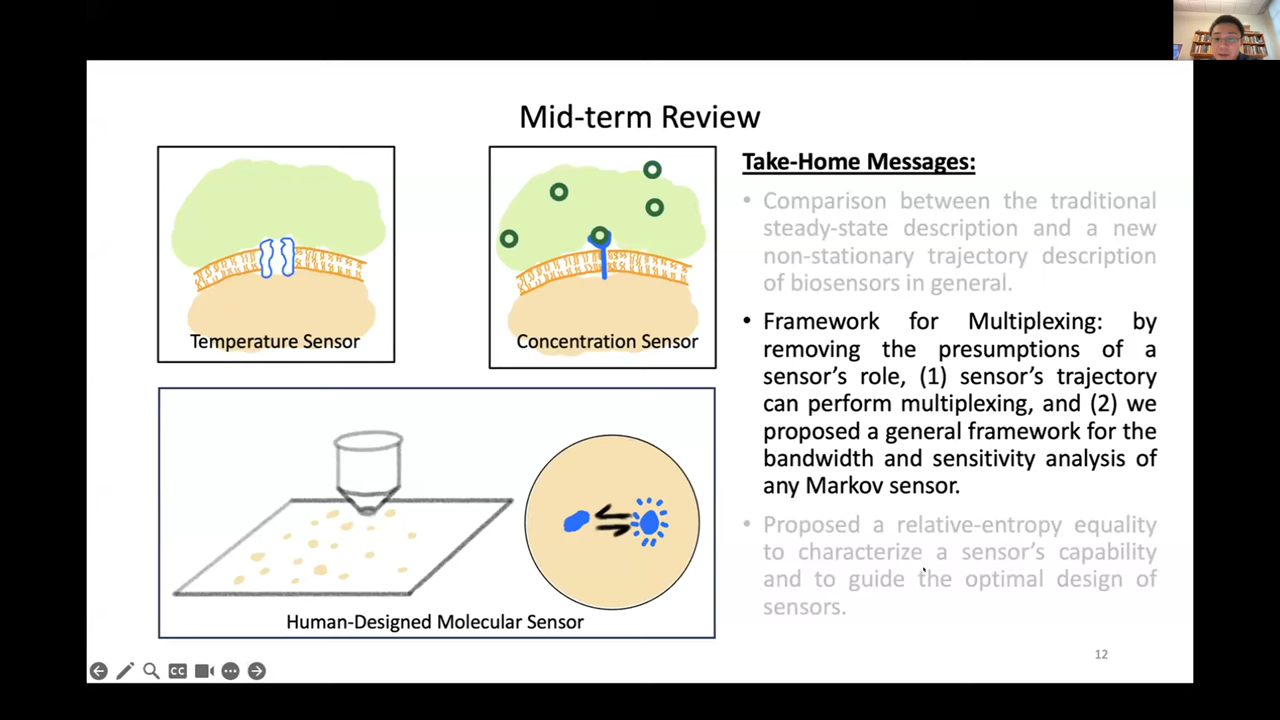 Mid-term Review
Temperature Sensor
Concentration Sensor
Human-Designed Molecular Sensor
Take-Home Messages:
• Comparison between the traditional
steady-state description and a new
non-stationary trajectory description
of biosensors in general.
• Framework for Multiplexing: by
removing the presumptions of a
sensor's role, (1) sensor's trajectory
can perform multiplexing, and (2) we
proposed a general framework for the
bandwidth and sensitivity analysis of
any Markov sensor.
• Proposed a relative-entropy equality
to characterize a sensor's capability
and to guide the optimal design of
sensors.
12
CC